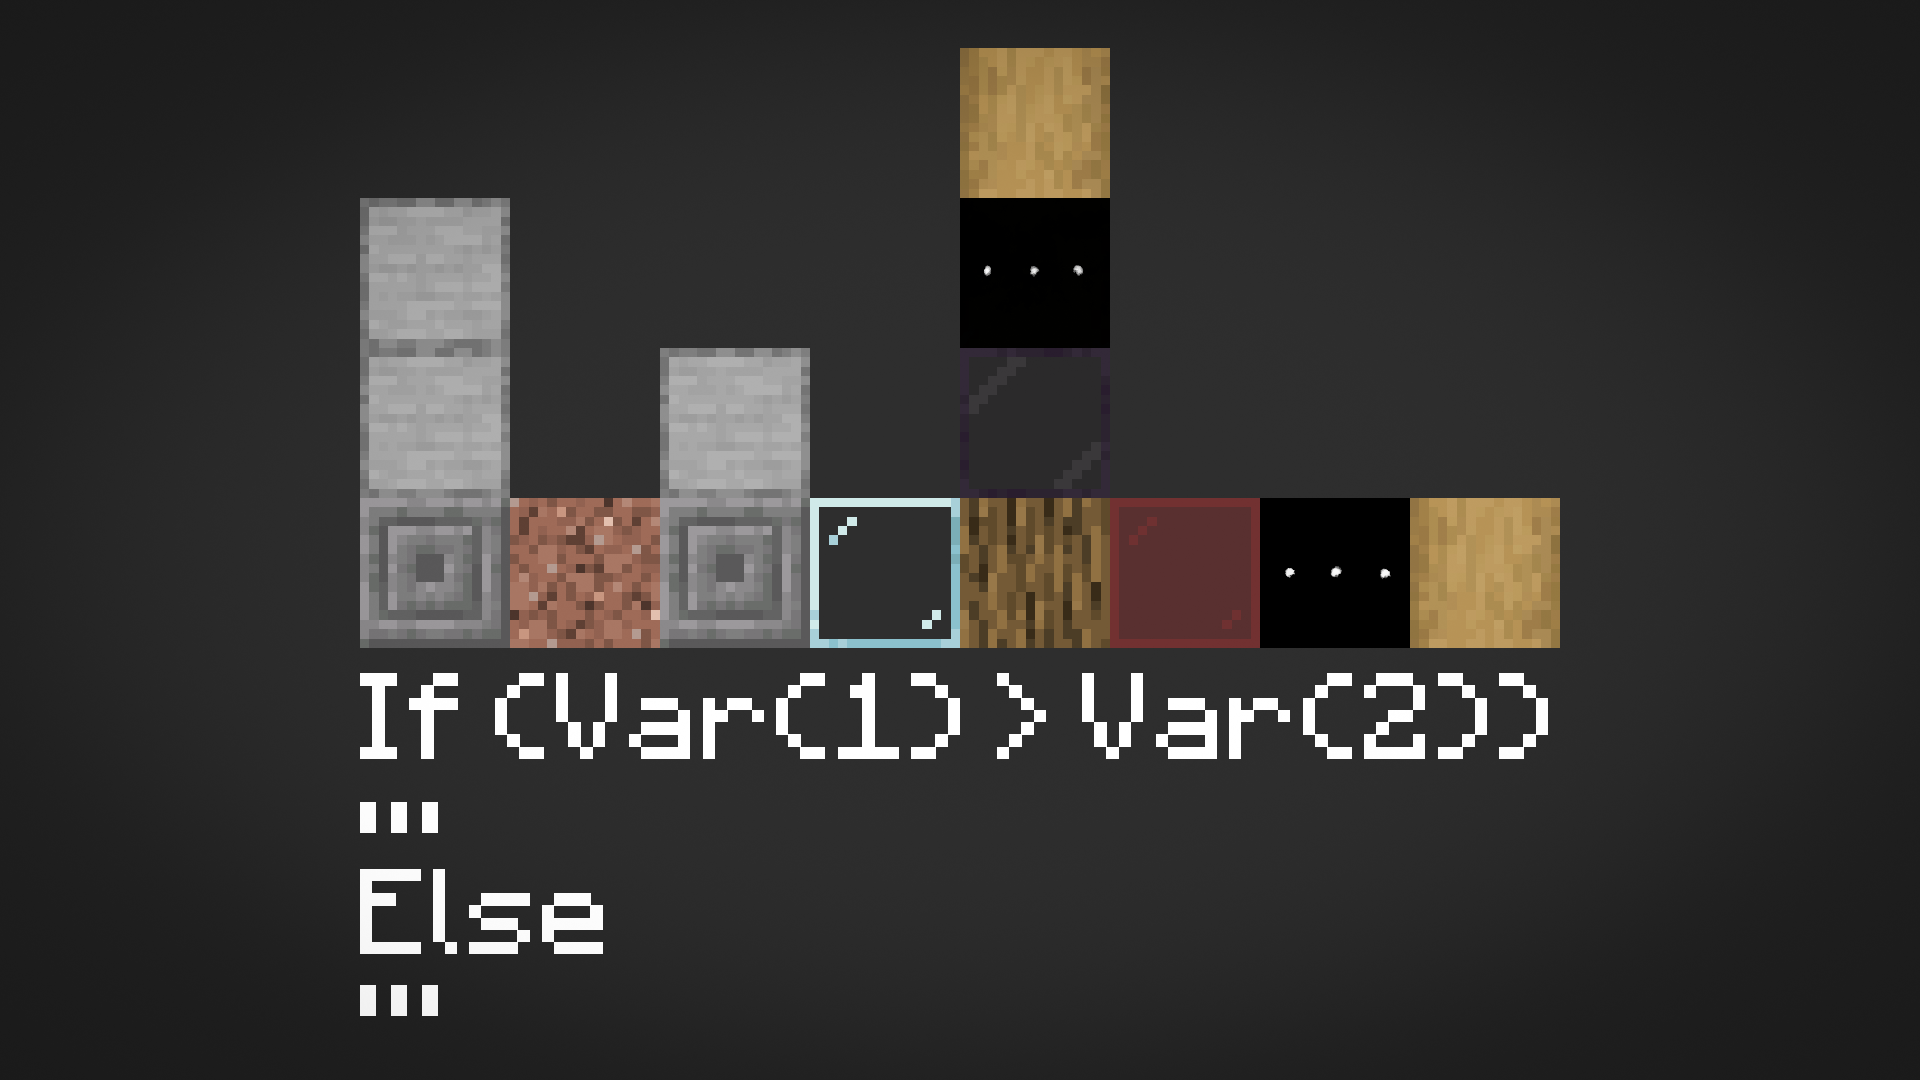 If (Var(1) > Var(2))
...
Else
...